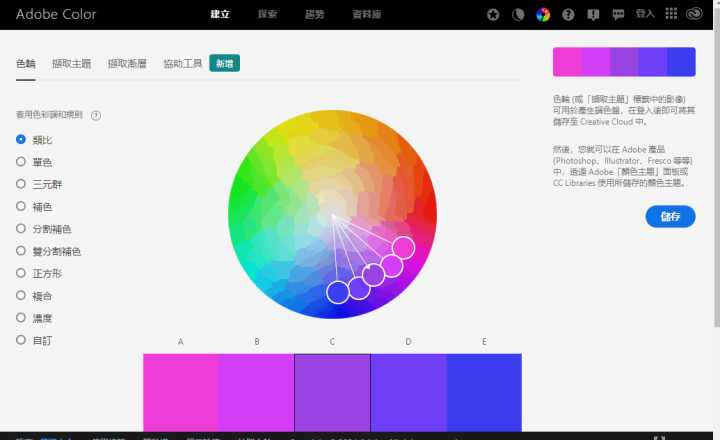 Adobe Color
建立 探索 趨勢 資料庫
登入
色輪 擷取主題 擷取漸層 協助工具 新增
套用色彩調和規則
類比
單色
三元群
補色
分割補色
雙分割補色
正方形
複合
濃度
自訂
A B C D E
色輪 (或「擷取主題」標籤中的影像)
可用於產生調色盤，在登入後即可將其
儲存至 Creative Cloud 中。
然後，您就可以在 Adobe 產品
(Photoshop、Illustrator、Fresco 等等)
中，透過 Adobe「顏色主題」面板或
CC Libraries 使用所儲存的顏色主題。
儲存